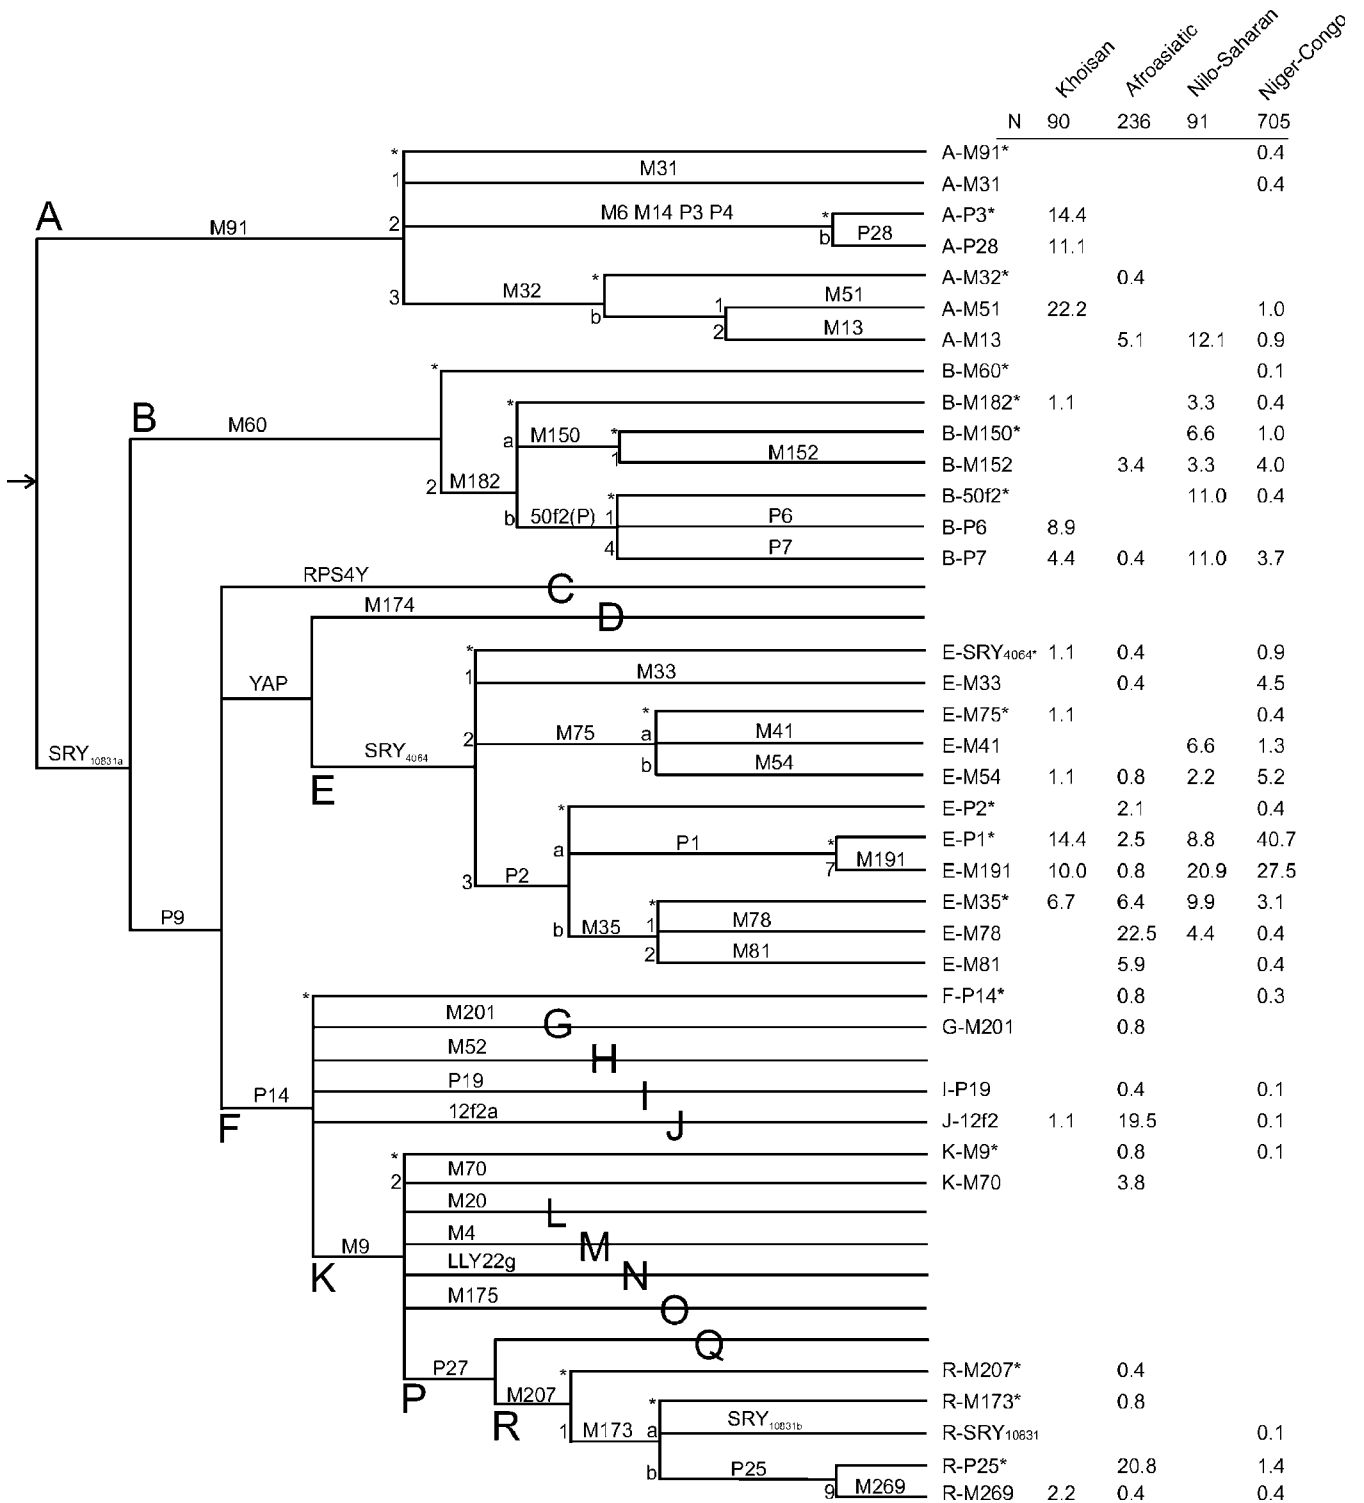 Khoisan Afroasiatic Nilo-Saharan Niger-Congo
N 90 236 91 705
* A-M91* 0.4
M31
1 A-M31 0.4
A M6 M14 P3 P4 * A-P3* 14.4
M91 2
b P28 A-P28 11.1
* A-M32* 0.4
3 M32 M51
b 1 A-M51 22.2 1.0
2 M13 A-M13 5.1 12.1 0.9
* B-M60* 0.1
B * B-M182* 1.1 3.3 0.4
M60 a M150 * B-M150* 6.6 1.0
1 M152 B-M152 3.4 3.3 4.0
2 M182
* B-50f2* 11.0 0.4
b 50f2(P) 1 P6 B-P6 8.9
4 P7 B-P7 4.4 0.4 11.0 3.7
RPS4Y C
M174 D
* E-SRY4064* 1.1 0.4 0.9
YAP 1 M33 E-M33 0.4 4.5
* E-M75* 1.1 0.4
2 M75 a M41 E-M41 6.6 1.3
SRY10831a SRY4064 b M54 E-M54 1.1 0.8 2.2 5.2
E
* E-P2* 2.1 0.4
a P1 * E-P1* 14.4 2.5 8.8 40.7
3 P2 7 M191 E-M191 10.0 0.8 20.9 27.5
* E-M35* 6.7 6.4 9.9 3.1
P9 b M35 1 M78 E-M78 22.5 4.4 0.4
2 M81 E-M81 5.9 0.4
* F-P14* 0.8 0.3
M201 G G-M201 0.8
M52 H
P14 P19 I I-P19 0.4 0.1
F 12f2a J J-12f2 1.1 19.5 0.1
* K-M9* 0.8 0.1
2 M70 K-M70 3.8
M20 L
M9 M4 M
K LLY22g N
M175 O
Q
P27 * R-M207* 0.4
P M207 * R-M173* 0.8
R 1 M173 a SRY10831b R-SRY10831 0.1
b P25 R-P25* 20.8 1.4
9 M269 R-M269 2.2 0.4 0.4